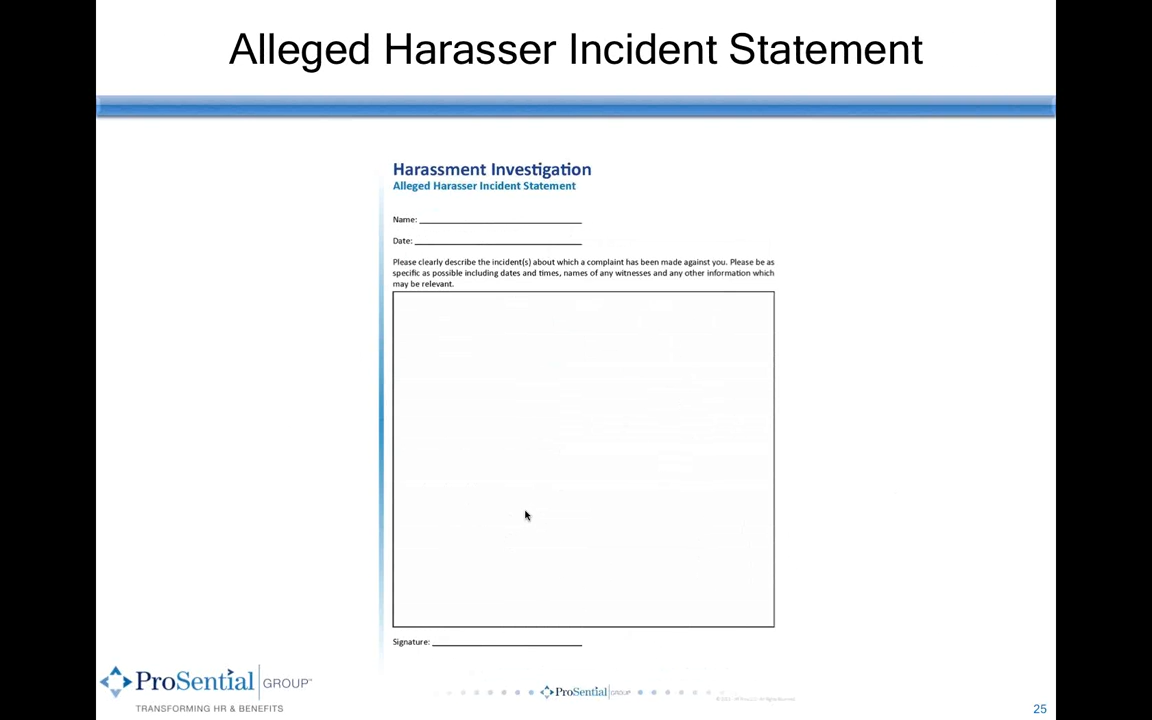 Alleged Harasser Incident Statement
Harassment Investigation
Alleged Harasser Incident Statement
Name:
Date:
Please clearly describe the incident(s) about which a complaint has been made against you. Please be as
specific as possible including dates and times, names of any witnesses and any other information which
may be relevant.
Signature:
ProSential GROUP™
TRANSFORMING HR & BENEFITS
ProSential GROUP
25